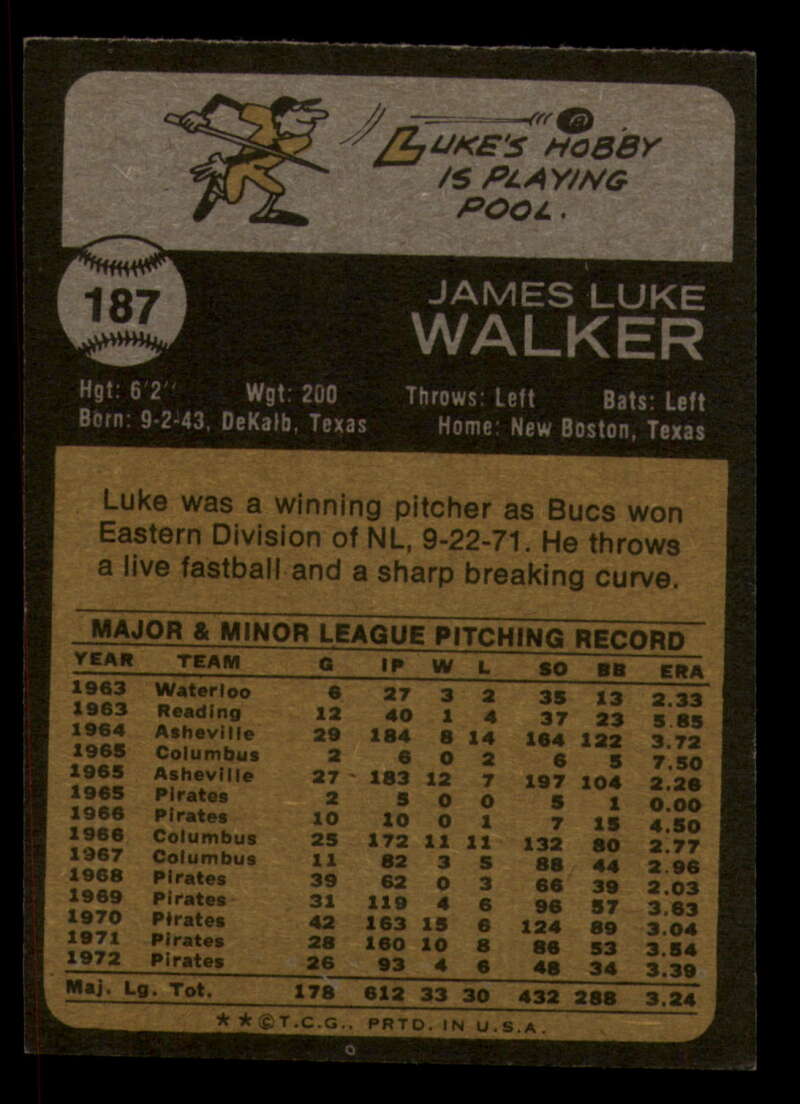 LUKE'S HOBBY
IS PLAYING
POOL.
187
JAMES LUKE
WALKER
Hgt: 6'2" Wgt: 200 Throws: Left Bats: Left
Born: 9-2-43, DeKalb, Texas Home: New Boston, Texas
Luke was a winning pitcher as Bucs won
Eastern Division of NL, 9-22-71. He throws
a live fastball and a sharp breaking curve.
MAJOR & MINOR LEAGUE PITCHING RECORD
YEAR TEAM G IP W L SO BB ERA
1963 Waterloo 6 27 3 2 35 13 2.33
1963 Reading 12 40 1 4 37 23 5.85
1964 Asheville 29 184 8 14 164 122 3.72
1965 Columbus 2 6 0 2 6 5 7.50
1965 Asheville 27 183 12 7 197 104 2.26
1965 Pirates 2 5 0 0 5 1 0.00
1966 Pirates 10 10 0 1 7 15 4.50
1966 Columbus 25 172 11 11 132 80 2.77
1967 Columbus 11 82 3 5 88 44 2.96
1968 Pirates 39 62 0 3 66 39 2.03
1969 Pirates 31 119 4 6 96 57 3.63
1970 Pirates 42 163 15 6 124 89 3.04
1971 Pirates 28 160 10 8 86 53 3.54
1972 Pirates 26 93 4 6 48 34 3.39
Maj. Lg. Tot. 178 612 33 30 432 288 3.24
**©T.C.G., PRTD. IN U.S.A.